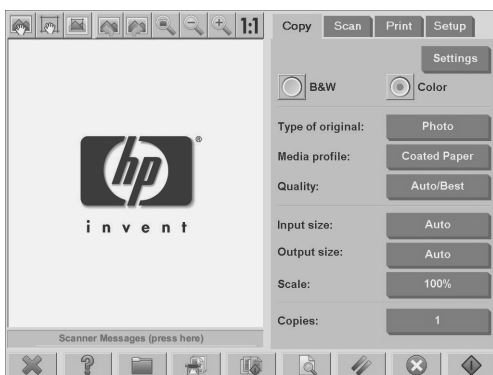 1:1
Copy
Scan
Print
Setup
Settings
B&W
Color
Type of original:
Photo
Media profile:
Coated Paper
Quality:
Auto/Best
hp
®
invent
Input size:
Auto
Output size:
Auto
Scale:
100%
Copies:
1
Scanner Messages (press here)
?